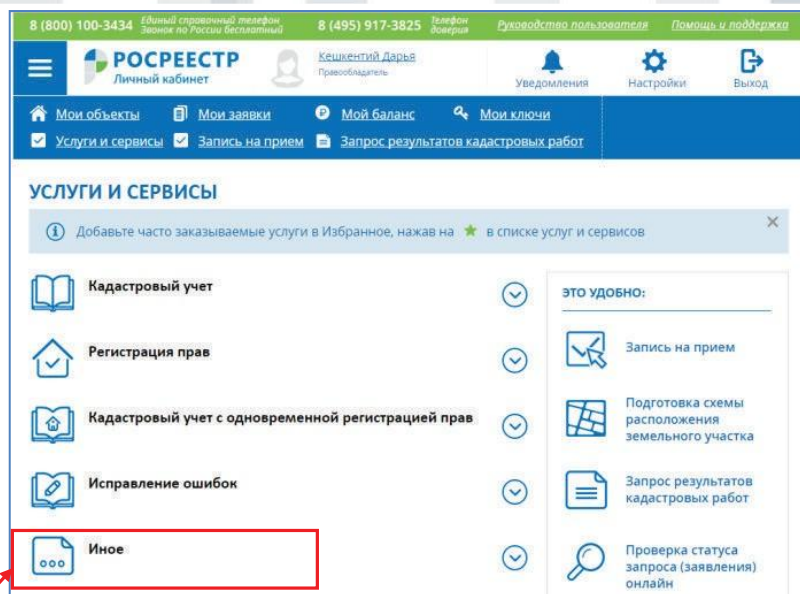 8 (800) 100-3434 Единый справочный телефон
Звонок по России бесплатный
8 (495) 917-3825 Телефон
доверия
Руководство пользователя
Помощь и поддержка
РОСРЕЕСТР
Личный кабинет
Кешкентий Дарья
Правообладатель
Уведомления
Настройки
Выход
Мои объекты
Мои заявки
Мой баланс
Мои ключи
Услуги и сервисы
Запись на прием
Запрос результатов кадастровых работ
УСЛУГИ И СЕРВИСЫ
Добавьте часто заказываемые услуги в Избранное, нажав на ★ в списке услуг и сервисов
Кадастровый учет
Регистрация прав
Кадастровый учет с одновременной регистрацией прав
Исправление ошибок
Иное
ЭТО УДОБНО:
Запись на прием
Подготовка схемы
расположения
земельного участка
Запрос результатов
кадастровых работ
Проверка статуса
запроса (заявления)
онлайн